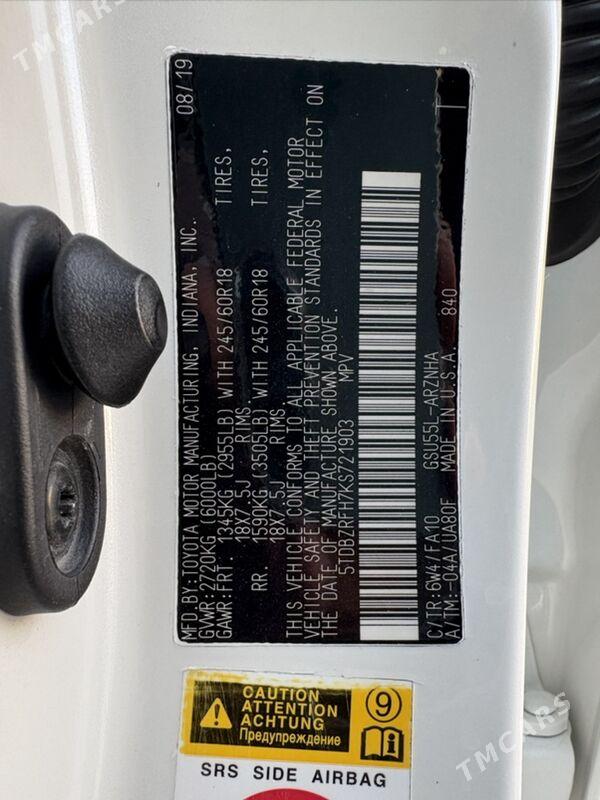 TMCARS
MFD.BY:TOYOTA MOTOR MANUFACTURING, INDIANA, INC. 08/19
GVWR:2720KG (6000LB)
GAWR:FRT. 1345KG (2955LB) WITH 245/60R18 TIRES,
18X7.5J RIMS
RR. 1590KG (3505LB) WITH 245/60R18 TIRES,
18X7.5J RIMS
THIS VEHICLE CONFORMS TO ALL APPLICABLE FEDERAL MOTOR
VEHICLE SAFETY AND THEFT PREVENTION STANDARDS IN EFFECT ON
THE DATE OF MANUFACTURE SHOWN ABOVE.
5TDBZRFH7KS721903 MPV
C/TR:6W4/FA10 GSU55L-ARZNHA
A/TM:-04A/UA80F MADE IN U.S.A. 840
CAUTION
ATTENTION
ACHTUNG
Предупреждение
9
i
SRS SIDE AIRBAG
TMCARS